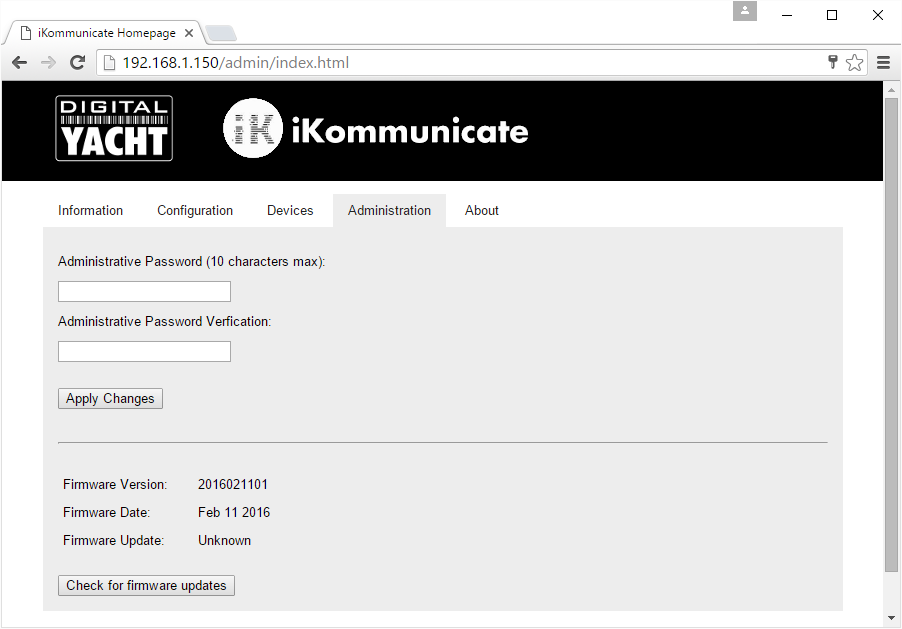 iKommunicate Homepage
192.168.1.150/admin/index.html
DIGITAL
YACHT
iK iKommunicate
Information Configuration Devices Administration About
Administrative Password (10 characters max):
Administrative Password Verfication:
Apply Changes
Firmware Version: 2016021101
Firmware Date: Feb 11 2016
Firmware Update: Unknown
Check for firmware updates